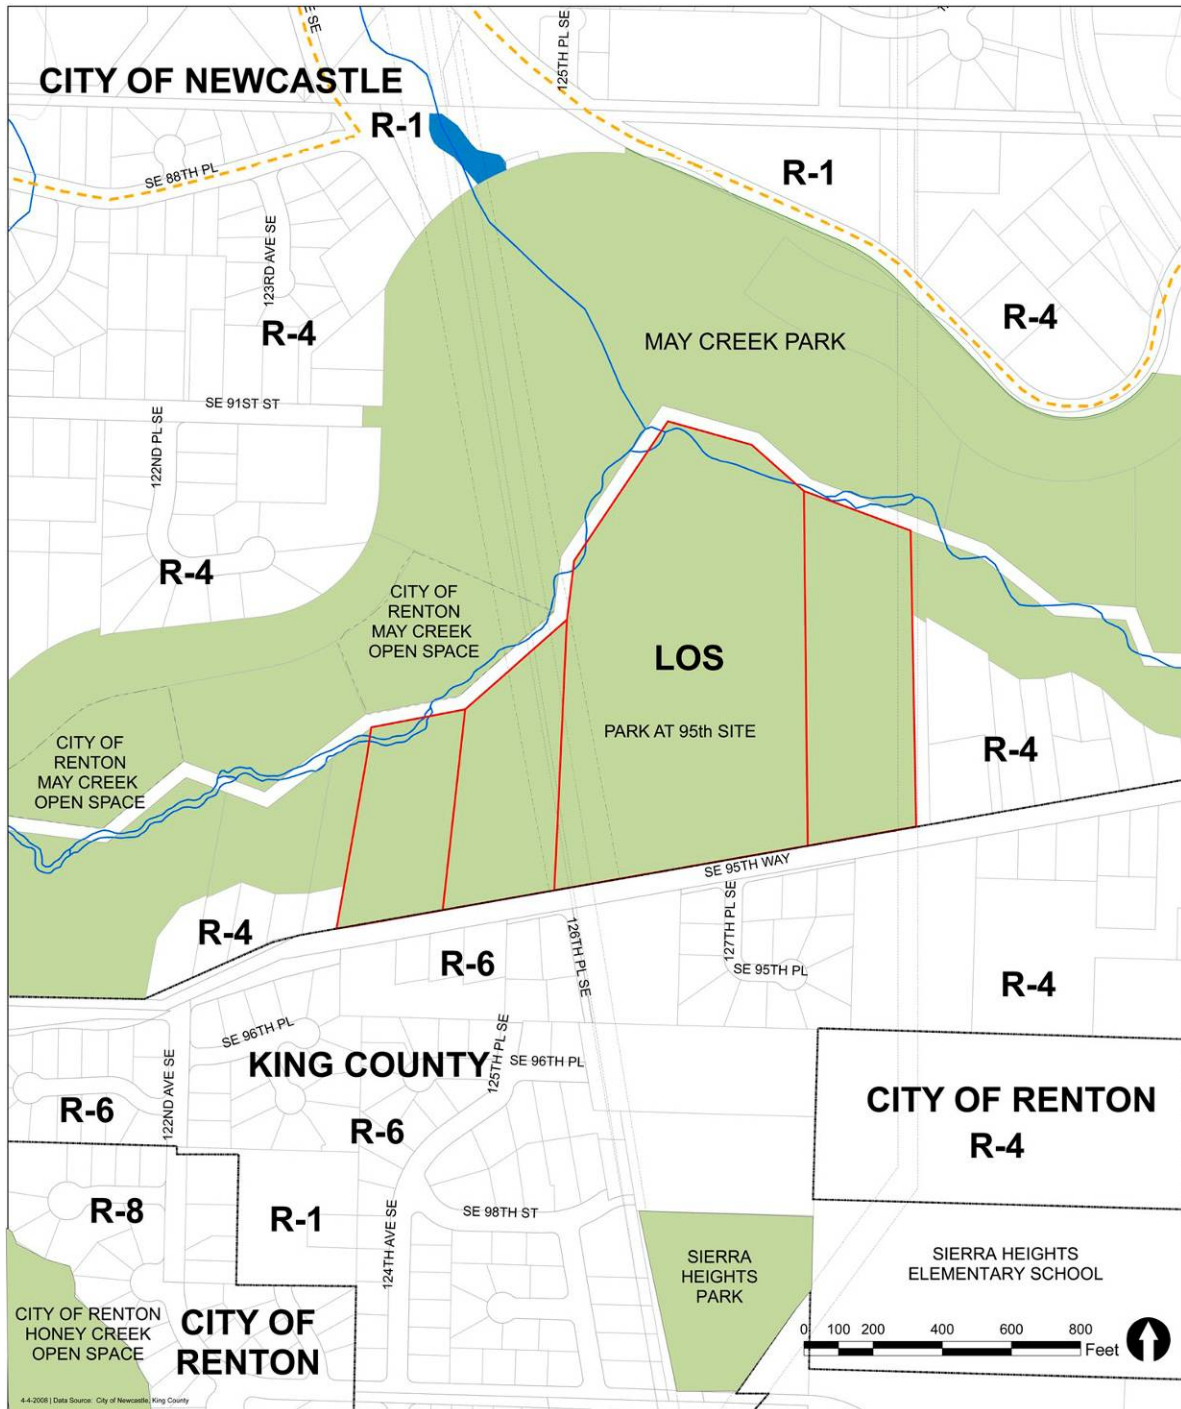 VE SE
125TH PL SE
CITY OF NEWCASTLE
R-1
R-1
SE 88TH PL
123RD AVE SE
R-4
R-4
MAY CREEK PARK
SE 91ST ST
122ND PL SE
R-4
CITY OF
RENTON
MAY CREEK
OPEN SPACE
LOS
PARK AT 95th SITE
CITY OF
RENTON
MAY CREEK
OPEN SPACE
R-4
SE 95TH WAY
R-4
R-6
126TH PL SE
127TH PL SE
SE 95TH PL
R-4
SE 96TH PL
KING COUNTY
125TH PL SE
SE 96TH PL
122ND AVE SE
R-6
R-6
CITY OF RENTON
R-4
R-8
R-1
124TH AVE SE
SE 98TH ST
SIERRA
HEIGHTS
PARK
SIERRA HEIGHTS
ELEMENTARY SCHOOL
CITY OF RENTON
HONEY CREEK
OPEN SPACE
CITY OF
RENTON
0 100 200 400 600 800
Feet
4-4-2008 | Data Source: City of Newcastle, King County